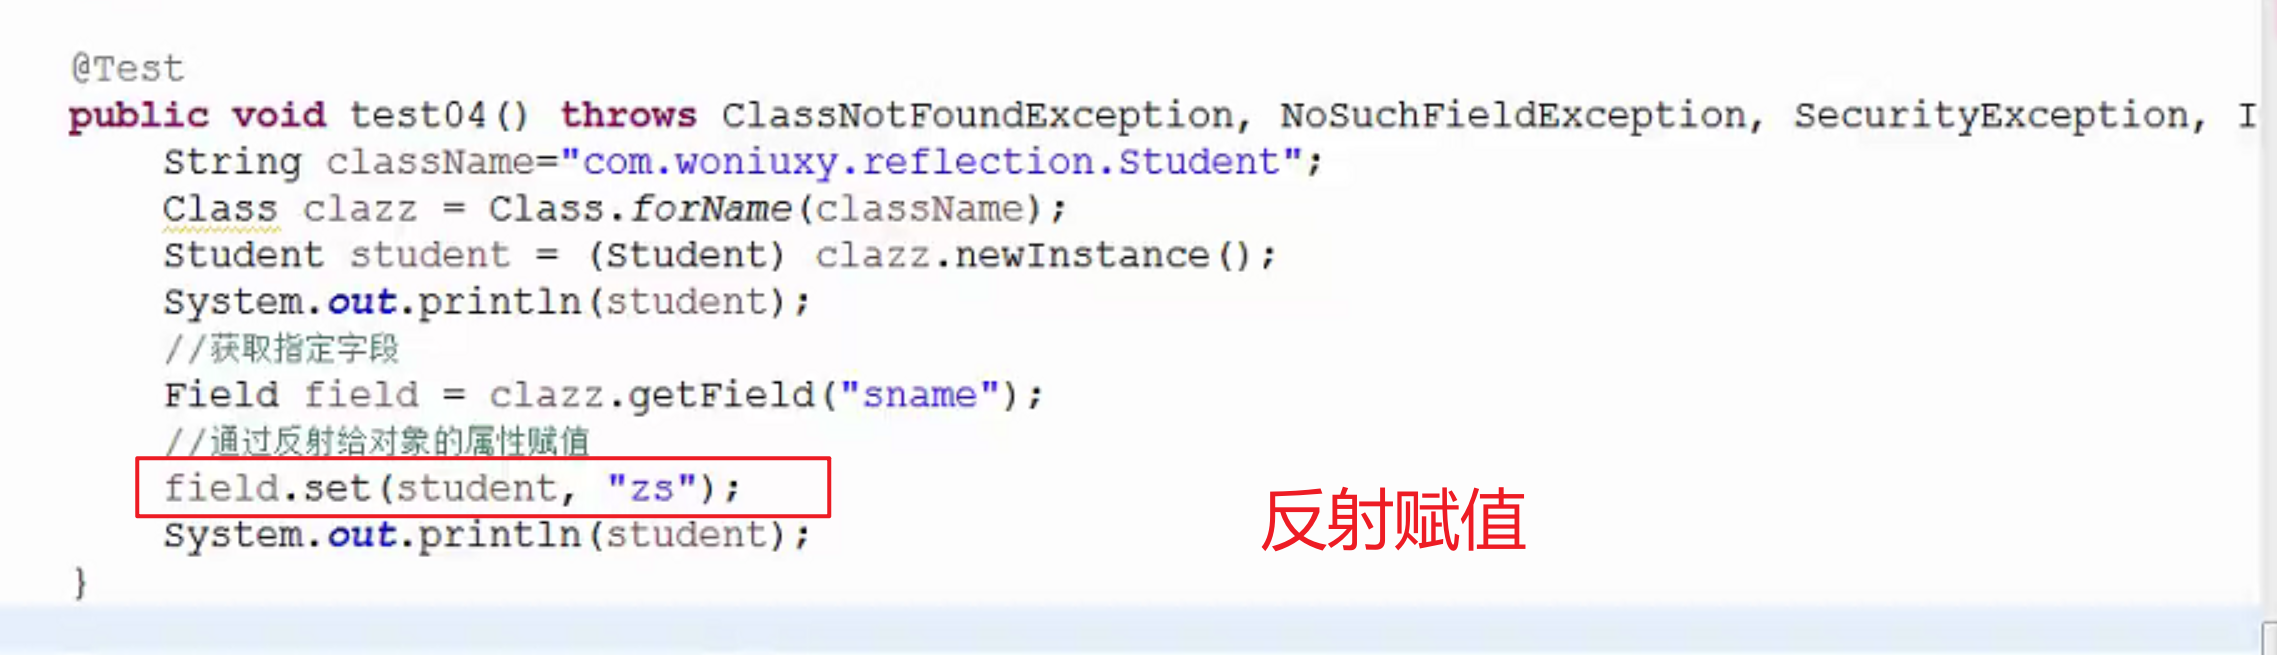 @Test
public void test04() throws ClassNotFoundException, NoSuchFieldException, SecurityException, I
String className="com.woniuxy.reflection.Student";
Class clazz = Class.forName(className);
Student student = (Student) clazz.newInstance();
System.out.println(student);
//获取指定字段
Field field = clazz.getField("sname");
//通过反射给对象的属性赋值
field.set(student, "zs");
反射赋值
System.out.println(student);
}